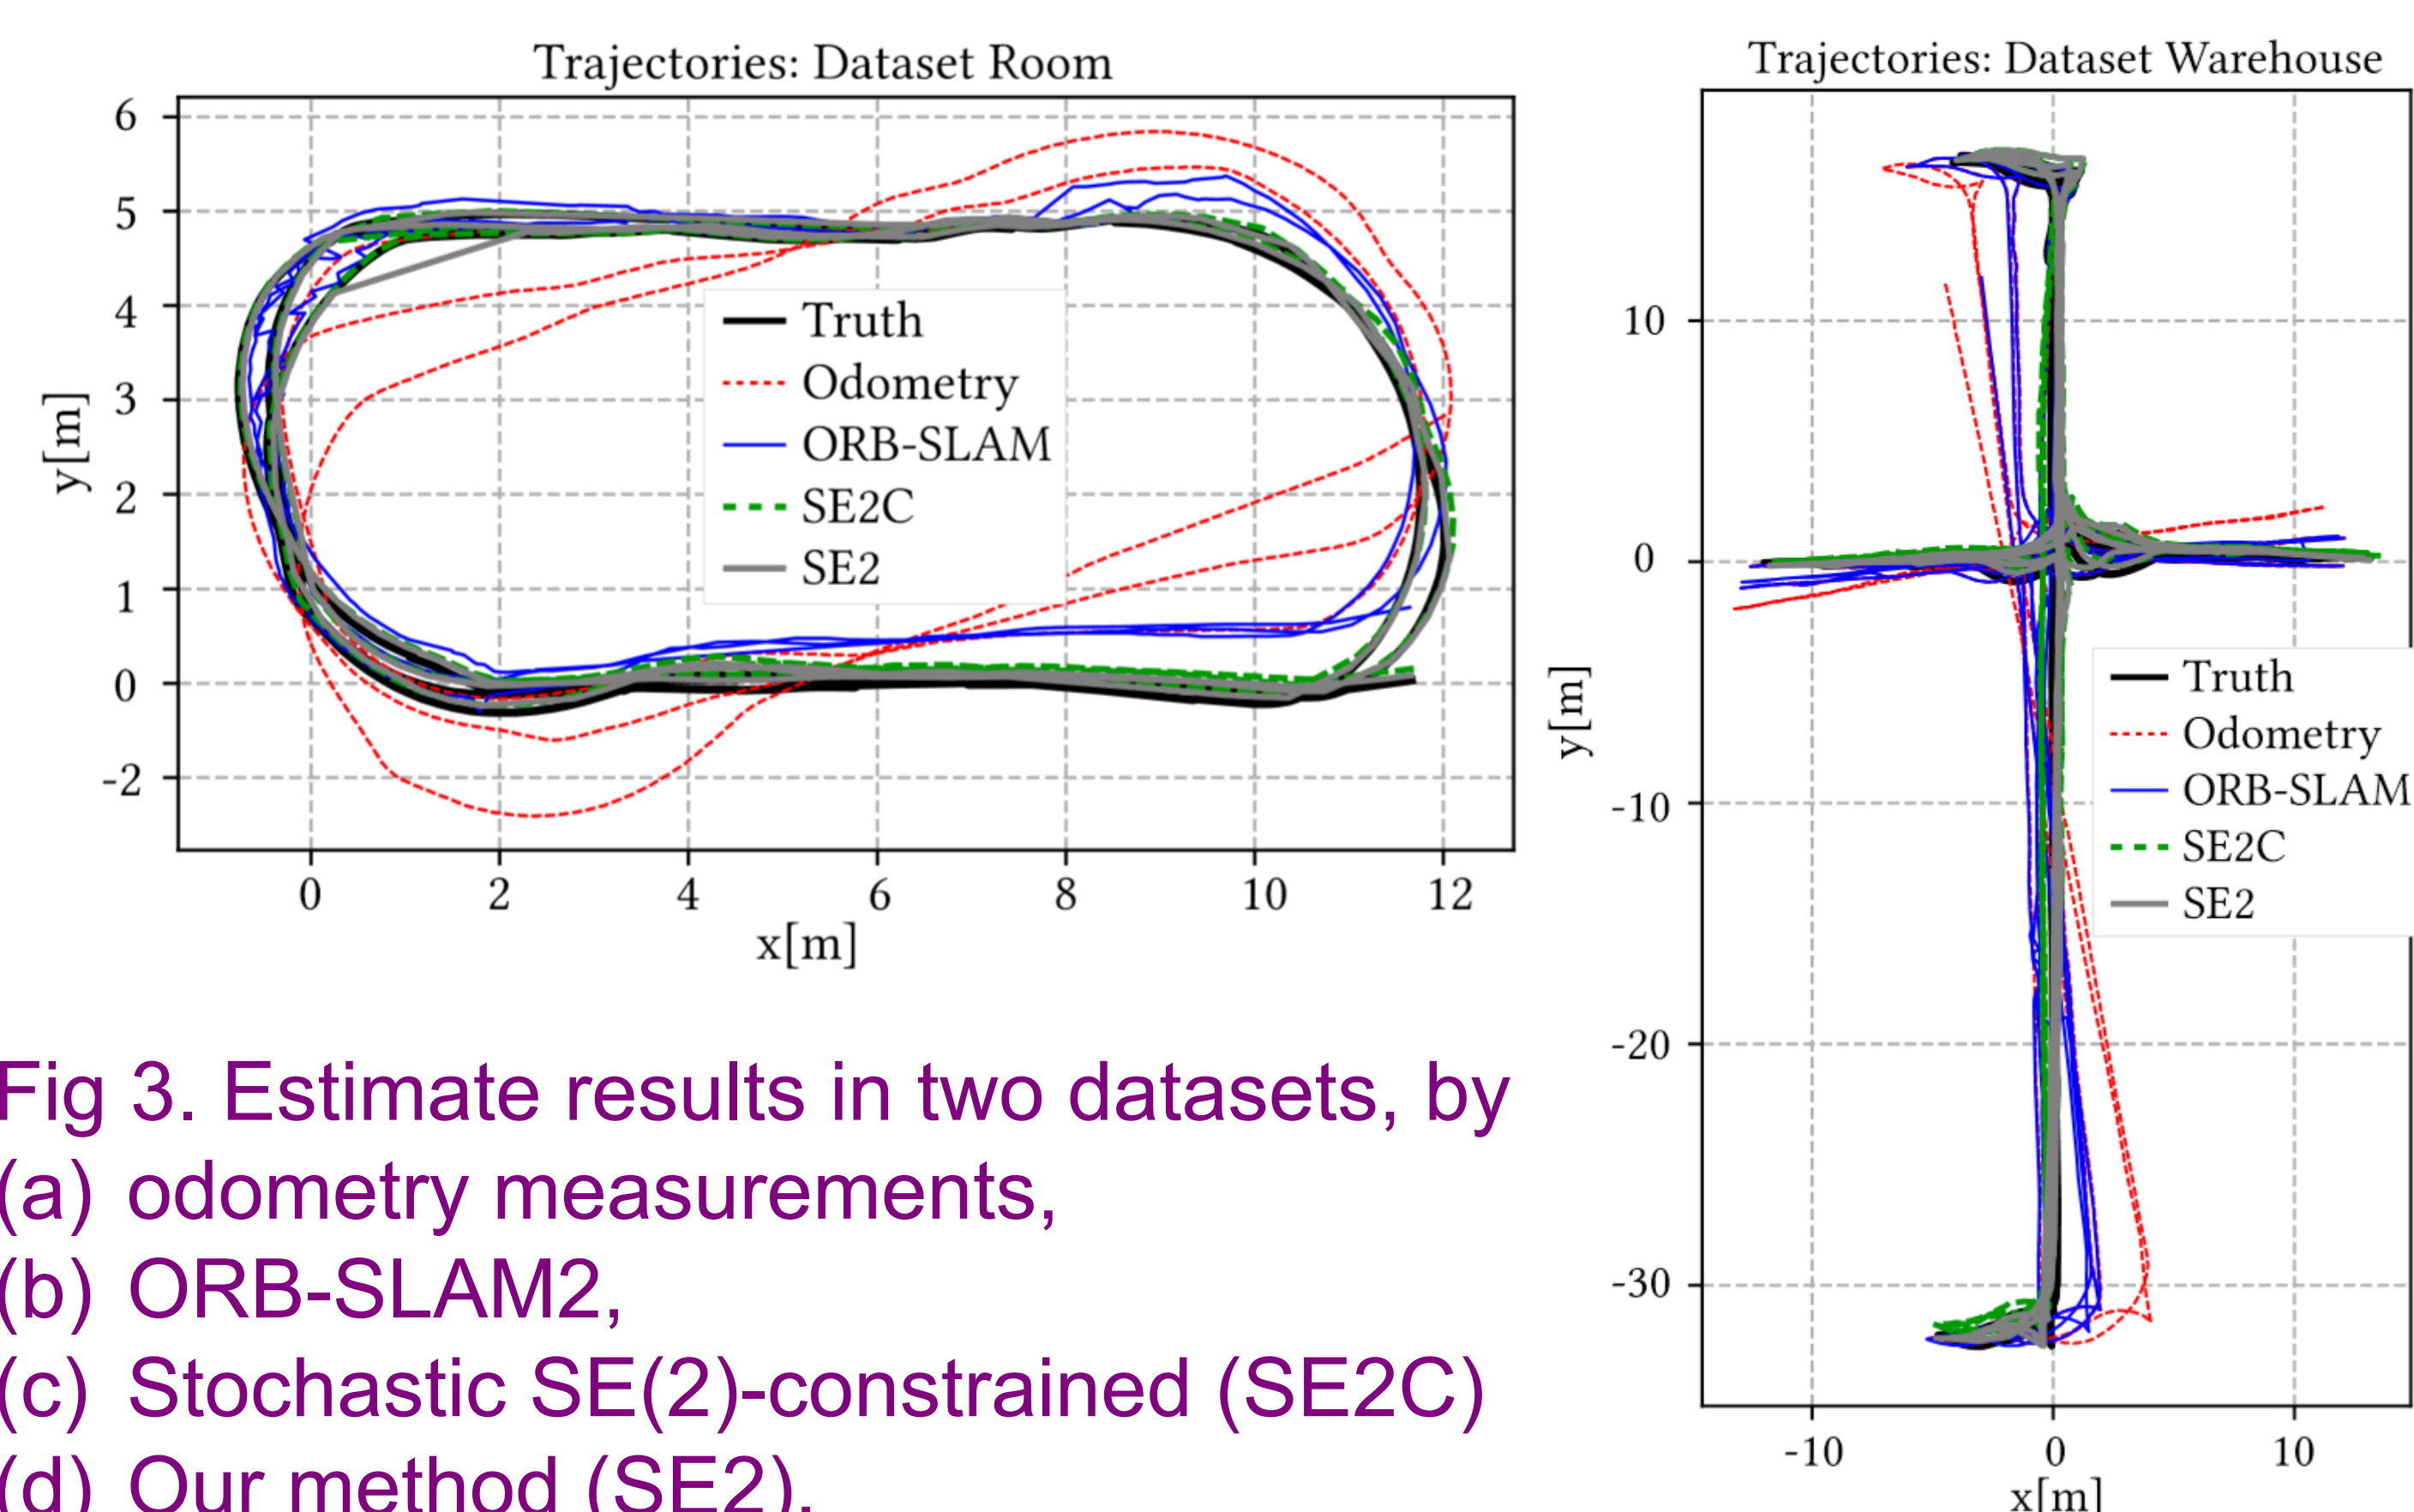 Trajectories: Dataset Room
6
5
4
3
2
1
0
-2
y[m]
0 2 4 6 8 10 12
x[m]
Truth
Odometry
ORB-SLAM
SE2C
SE2
Trajectories: Dataset Warehouse
10
0
-10
-20
-30
y[m]
-10 0 10
x[m]
Truth
Odometry
ORB-SLAM
SE2C
SE2
Fig 3. Estimate results in two datasets, by
(a) odometry measurements,
(b) ORB-SLAM2,
(c) Stochastic SE(2)-constrained (SE2C)
(d) Our method (SE2).